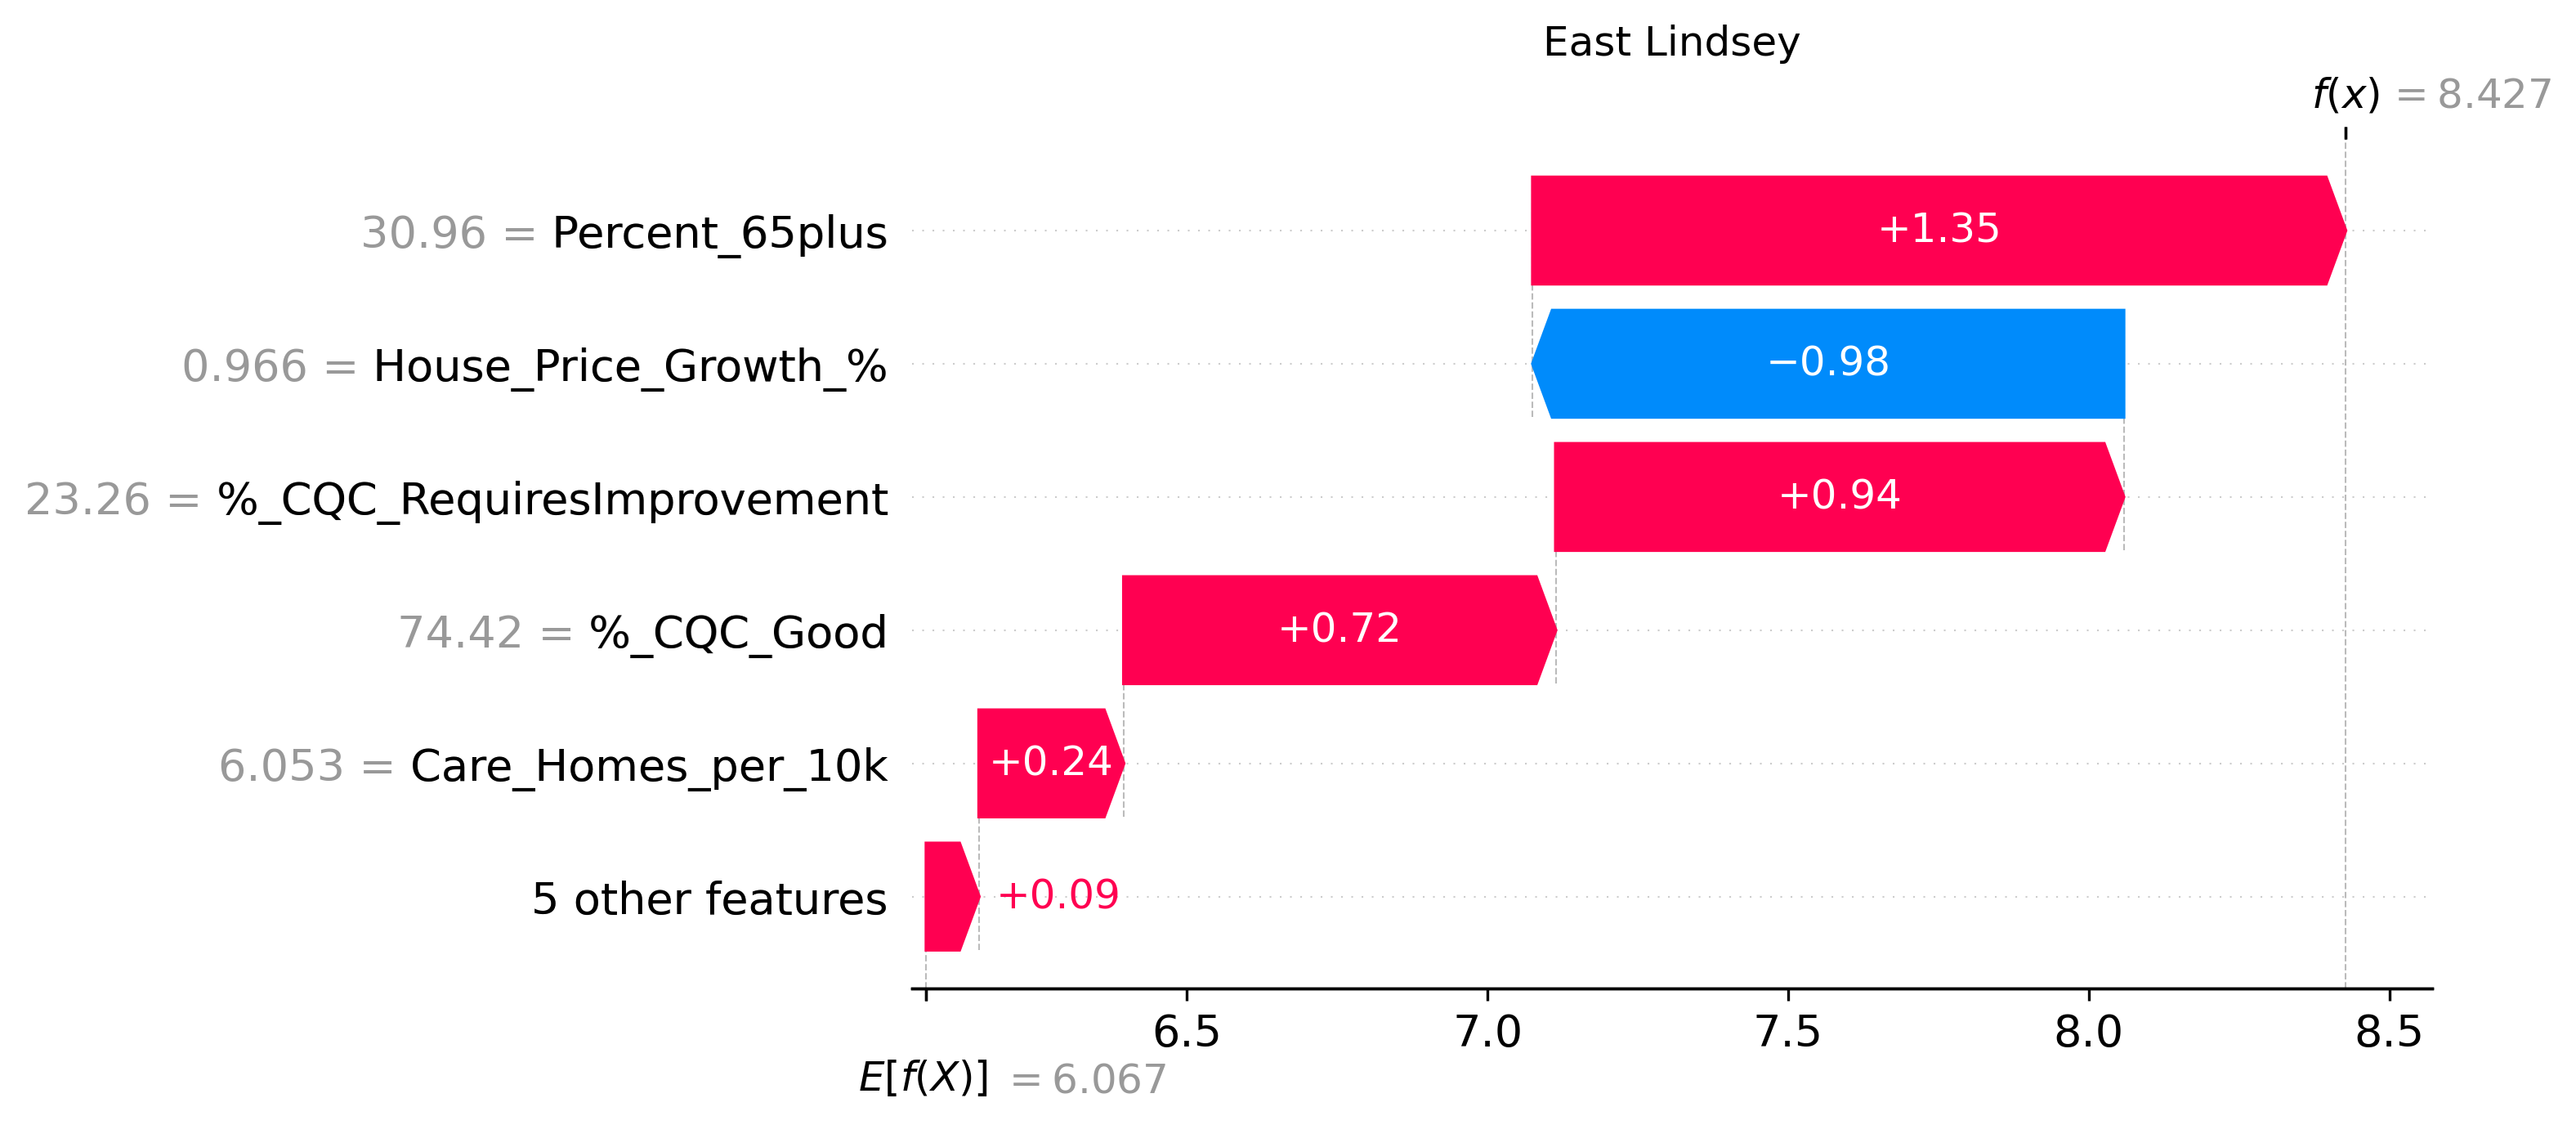 East Lindsey
f(x) = 8.427
30.96 = Percent_65plus
+1.35
0.966 = House_Price_Growth_%
−0.98
23.26 = %_CQC_RequiresImprovement
+0.94
74.42 = %_CQC_Good
+0.72
6.053 = Care_Homes_per_10k
+0.24
5 other features
+0.09
6.5 7.0 7.5 8.0 8.5
E[f(X)] = 6.067